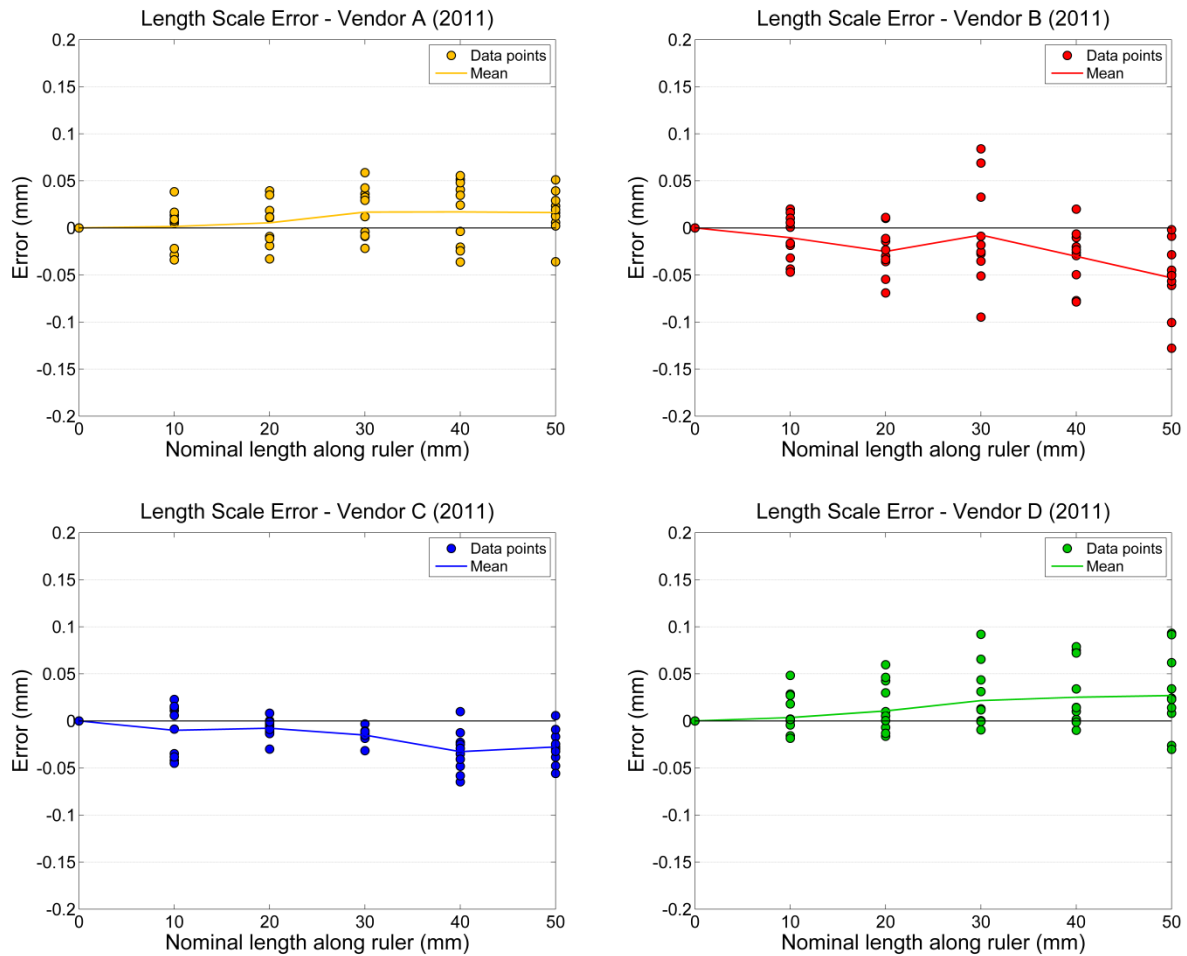 Length Scale Error - Vendor A (2011)
0.2
0.15
0.1
0.05
0
-0.05
-0.1
-0.15
-0.2
Error (mm)
Data points
Mean
0 10 20 30 40 50
Nominal length along ruler (mm)
Length Scale Error - Vendor B (2011)
0.2
0.15
0.1
0.05
0
-0.05
-0.1
-0.15
-0.2
Error (mm)
Data points
Mean
0 10 20 30 40 50
Nominal length along ruler (mm)
Length Scale Error - Vendor C (2011)
0.2
0.15
0.1
0.05
0
-0.05
-0.1
-0.15
-0.2
Error (mm)
Data points
Mean
0 10 20 30 40 50
Nominal length along ruler (mm)
Length Scale Error - Vendor D (2011)
0.2
0.15
0.1
0.05
0
-0.05
-0.1
-0.15
-0.2
Error (mm)
Data points
Mean
0 10 20 30 40 50
Nominal length along ruler (mm)